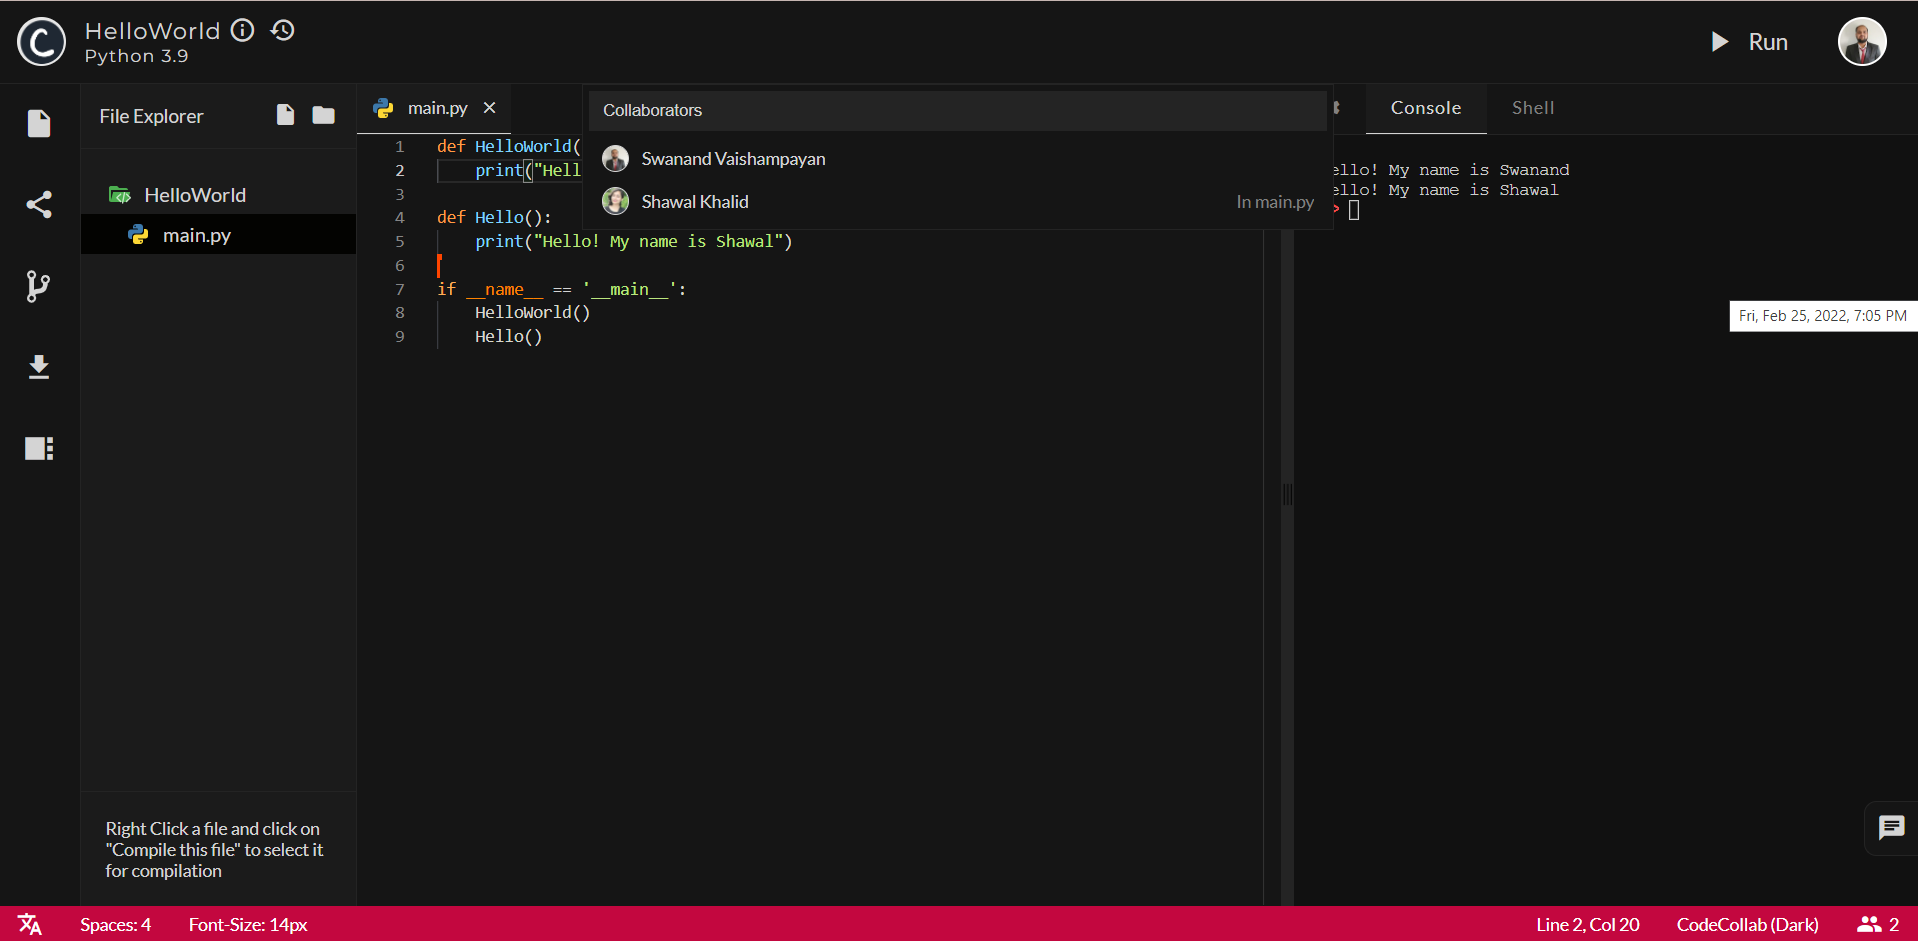 HelloWorld
Python 3.9
Run
File Explorer
HelloWorld
main.py
Right Click a file and click on
"Compile this file" to select it
for compilation
main.py
Collaborators
Swanand Vaishampayan
Shawal Khalid In main.py
1 def HelloWorld(
2 print("Hell
3
4 def Hello():
5 print("Hello! My name is Shawal")
6
7 if __name__ == '__main__':
8 HelloWorld()
9 Hello()
Console Shell
ello! My name is Swanand
ello! My name is Shawal
>
Fri, Feb 25, 2022, 7:05 PM
Spaces: 4 Font-Size: 14px Line 2, Col 20 CodeCollab (Dark) 2